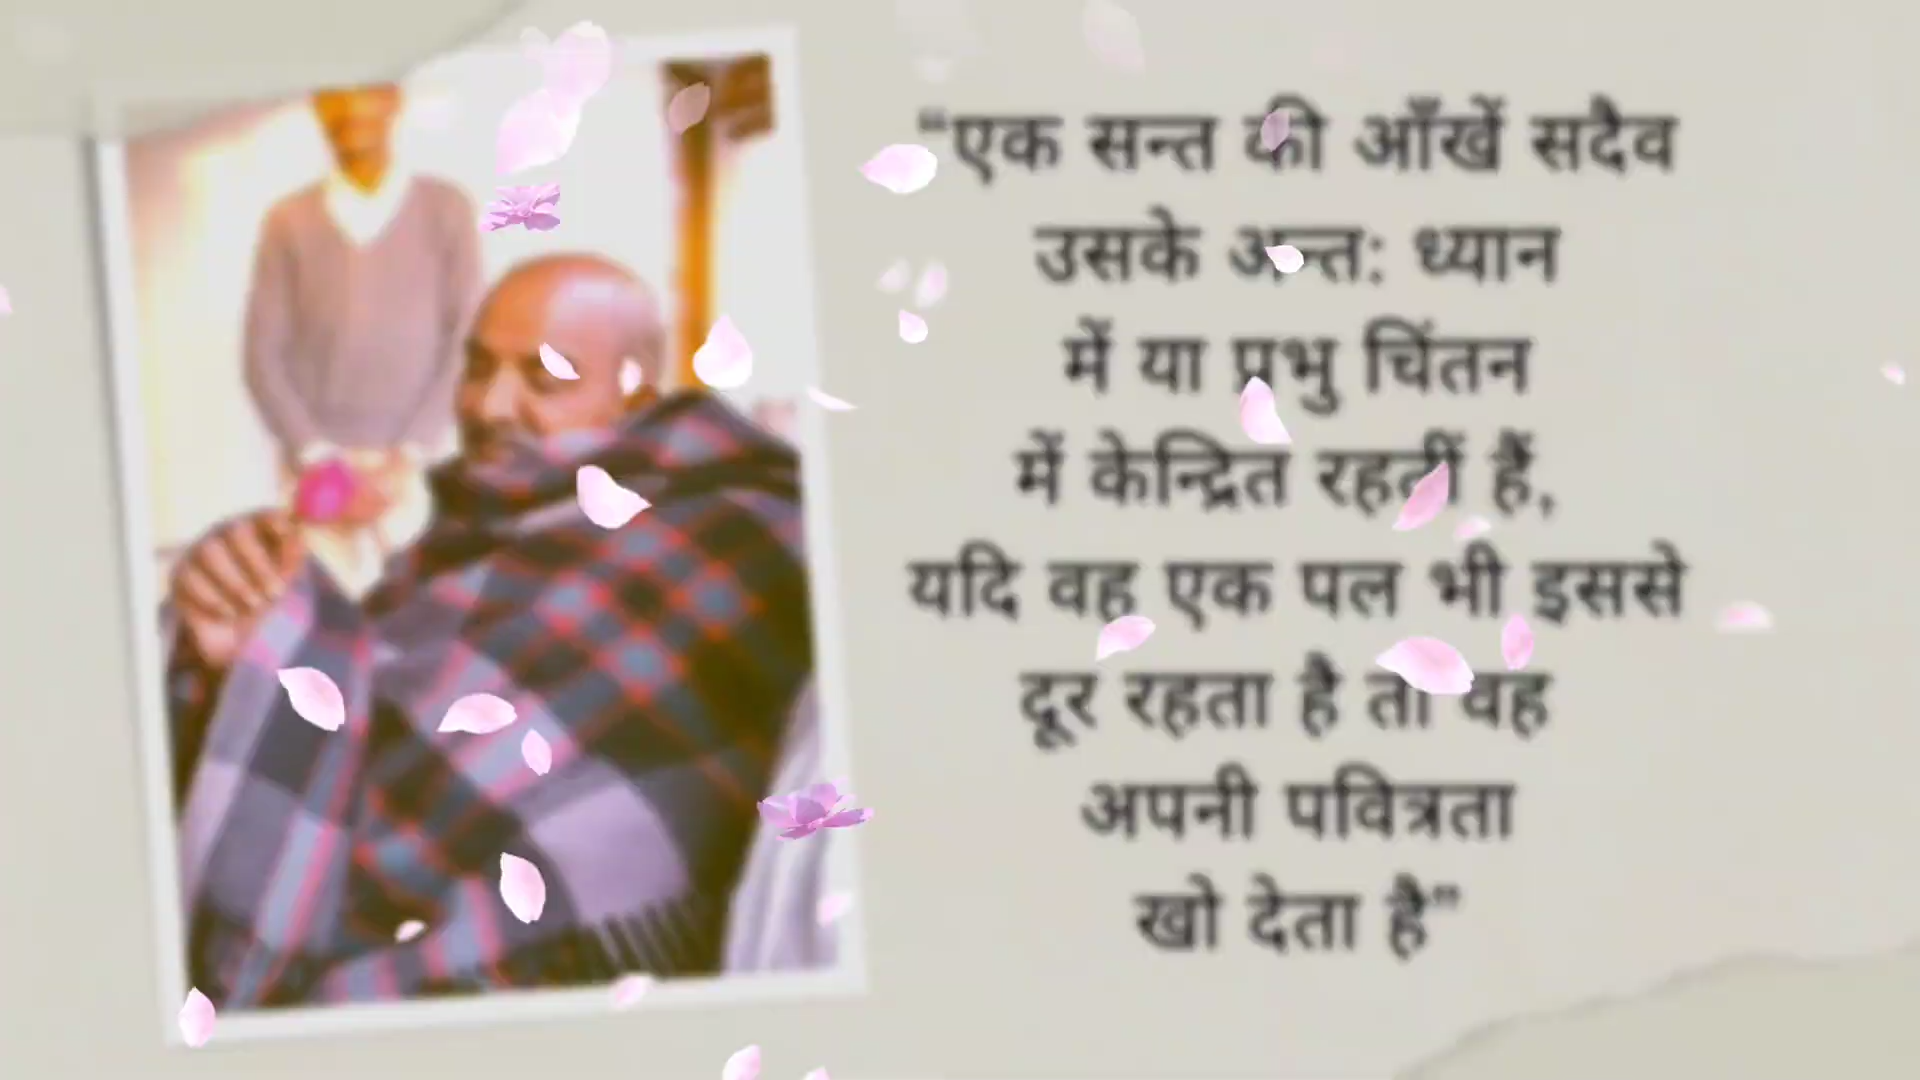 “एक सन्त की आँखें सदैव
उसके अन्त: ध्यान
में या प्रभु चिंतन
में केन्द्रित रहतीं हैं,
यदि वह एक पल भी इससे
दूर रहता है तो वह
अपनी पवित्रता
खो देता है”